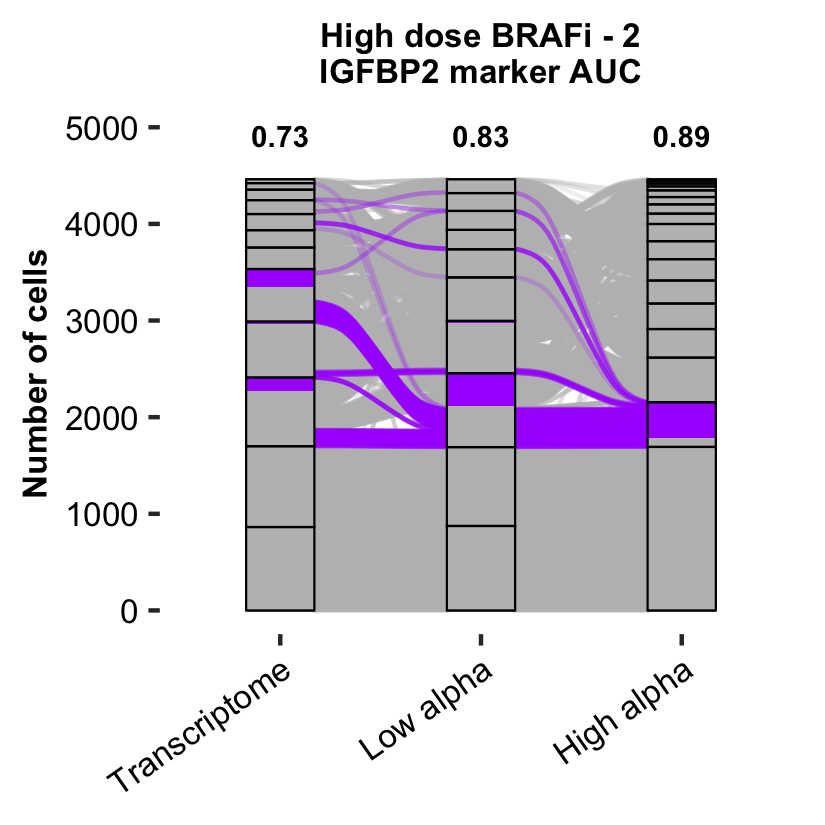 High dose BRAFi - 2
IGFBP2 marker AUC
0.73 0.83 0.89
Number of cells
5000
4000
3000
2000
1000
0
Transcriptome
Low alpha
High alpha